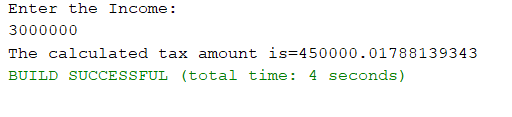 Enter the Income:
3000000
The calculated tax amount is=450000.01788139343
BUILD SUCCESSFUL (total time: 4 seconds)